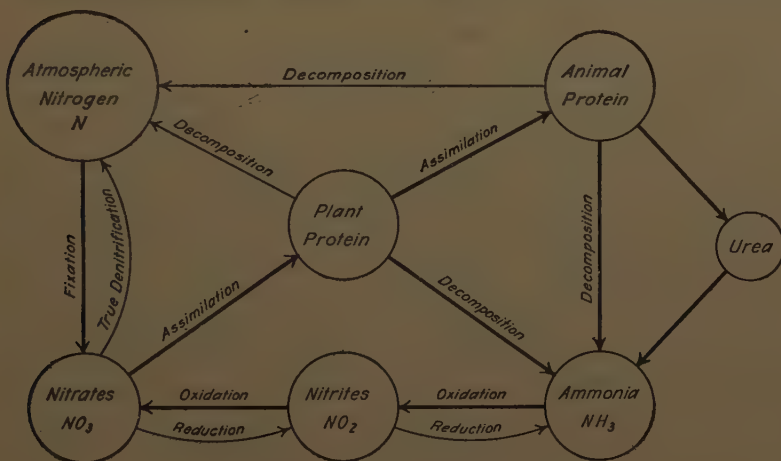 Atmospheric
Nitrogen
N
Decomposition
Animal
Protein
Decomposition
Assimilation
Plant
Protein
Urea
Fixation
True Denitrification
Assimilation
Decomposition
Decomposition
Nitrates
NO₃
Oxidation
Reduction
Nitrites
NO₂
Oxidation
Reduction
Ammonia
NH₃